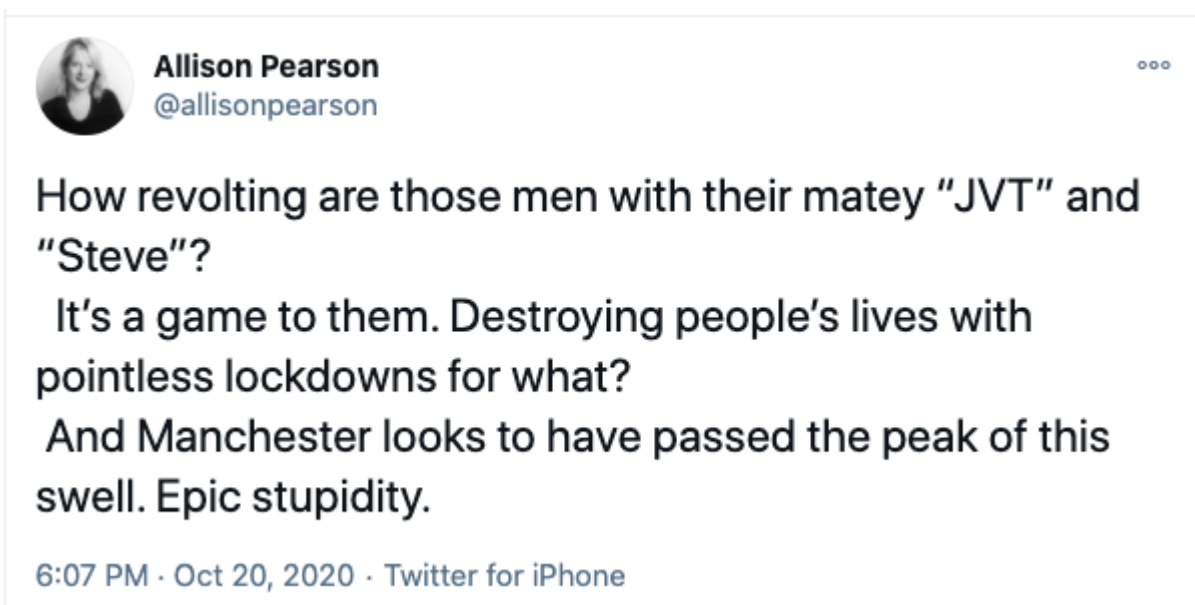 Allison Pearson
@allisonpearson
How revolting are those men with their matey “JVT” and
“Steve”?
It’s a game to them. Destroying people’s lives with
pointless lockdowns for what?
And Manchester looks to have passed the peak of this
swell. Epic stupidity.
6:07 PM · Oct 20, 2020 · Twitter for iPhone